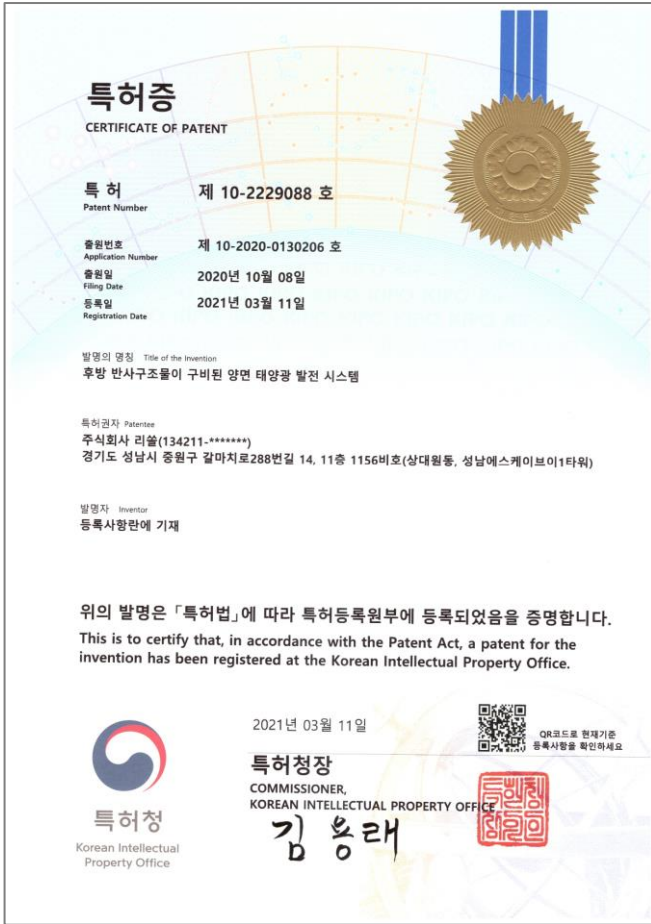 특허증
CERTIFICATE OF PATENT
특 허 제 10-2229088 호
Patent Number
출원번호 제 10-2020-0130206 호
Application Number
출원일 2020년 10월 08일
Filing Date
등록일 2021년 03월 11일
Registration Date
발명의 명칭 Title of the Invention
후방 반사구조물이 구비된 양면 태양광 발전 시스템
특허권자 Patentee
주식회사 리쏠(134211-*******)
경기도 성남시 중원구 갈마치로288번길 14, 11층 1156비호(상대원동, 성남에스케이브이1타워)
발명자 Inventor
등록사항란에 기재
위의 발명은 「특허법」에 따라 특허등록원부에 등록되었음을 증명합니다.
This is to certify that, in accordance with the Patent Act, a patent for the
invention has been registered at the Korean Intellectual Property Office.
2021년 03월 11일
QR코드로 현재기준
등록사항을 확인하세요
특허청장
COMMISSIONER,
KOREAN INTELLECTUAL PROPERTY OFFICE
김용래
특허청
Korean Intellectual
Property Office